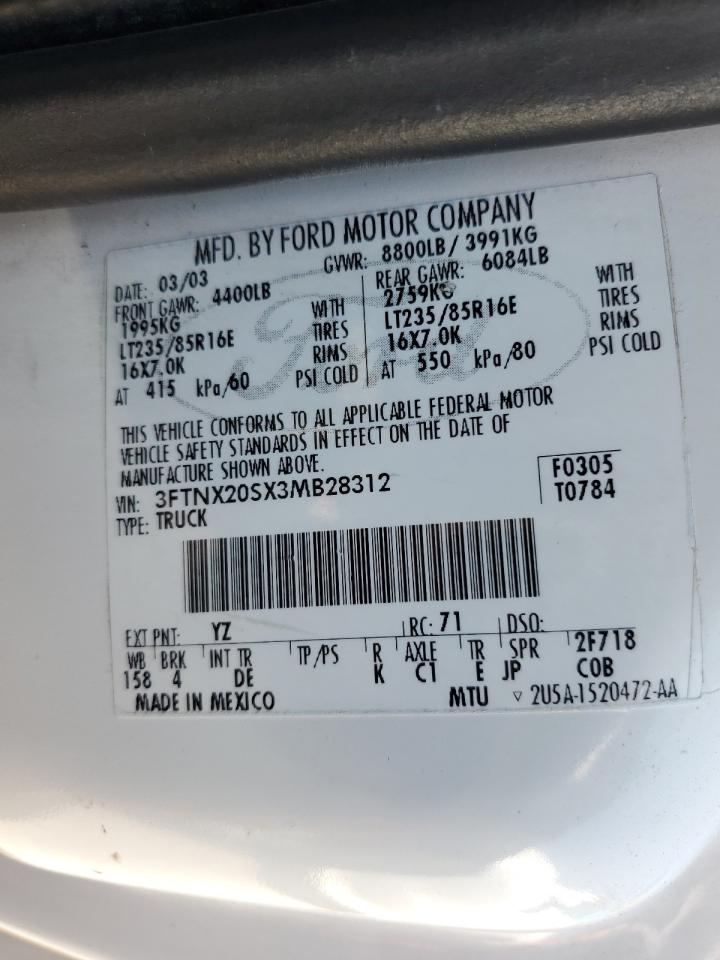 MFD. BY FORD MOTOR COMPANY
DATE: 03/03 GVWR: 8800LB / 3991KG
FRONT GAWR: 4400LB REAR GAWR: 6084LB
1995KG WITH 2759KG WITH
LT235/85R16E TIRES LT235/85R16E TIRES
16X7.0K RIMS 16X7.0K RIMS
AT 415 kPa/60 PSI COLD AT 550 kPa/80 PSI COLD
Ford
THIS VEHICLE CONFORMS TO ALL APPLICABLE FEDERAL MOTOR
VEHICLE SAFETY STANDARDS IN EFFECT ON THE DATE OF
MANUFACTURE SHOWN ABOVE.
VIN: 3FTNX20SX3MB28312 F0305
TYPE: TRUCK T0784
EXT PNT: YZ RC: 71 DSO:
WB BRK INT TR TP/PS R AXLE TR SPR 2F718
158 4 DE K C1 E JP COB
MADE IN MEXICO MTU ▽ 2U5A-1520472-AA